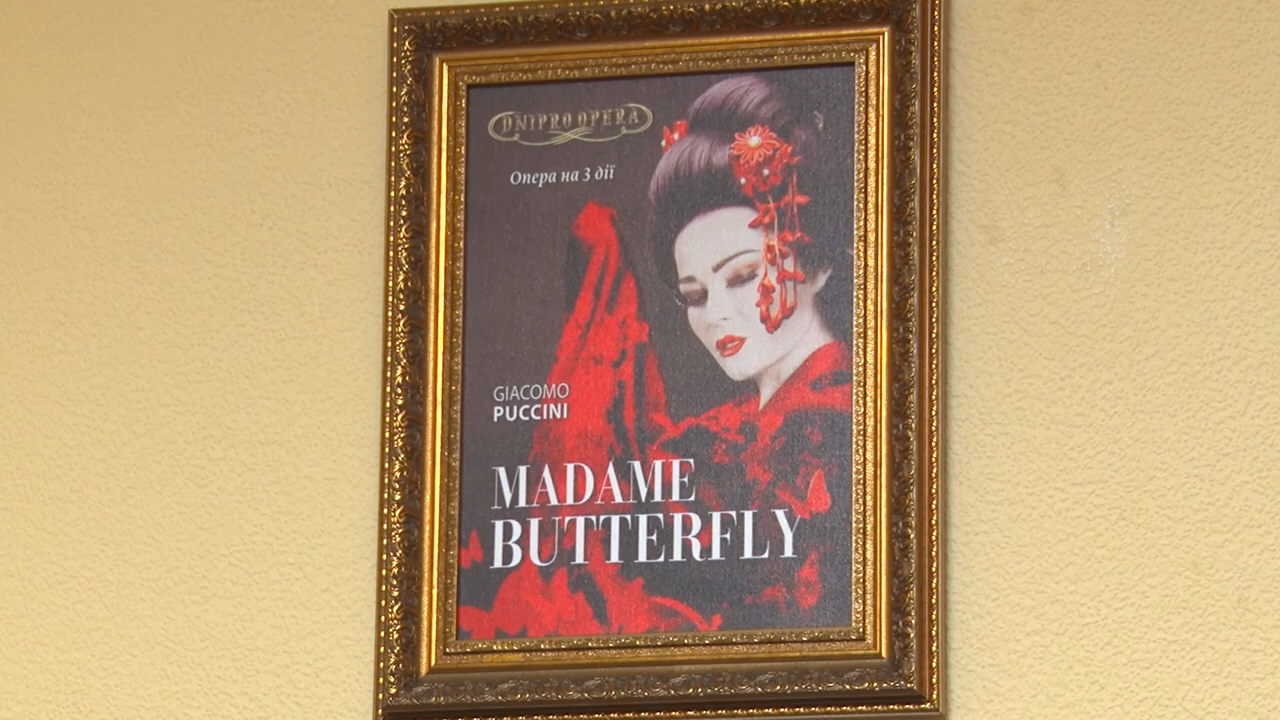 DNIPRO OPERA
Опера на 3 дії
GIACOMO
PUCCINI
MADAME
BUTTERFLY